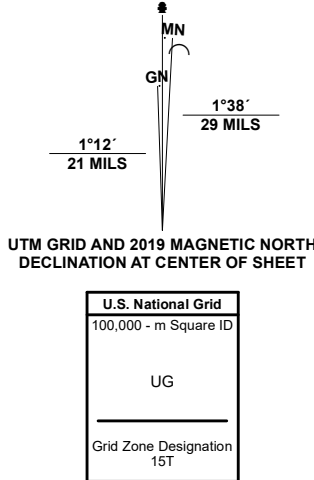 MN
GN
1°38´
29 MILS
1°12´
21 MILS
UTM GRID AND 2019 MAGNETIC NORTH
DECLINATION AT CENTER OF SHEET
U.S. National Grid
100,000 - m Square ID
UG
Grid Zone Designation
15T